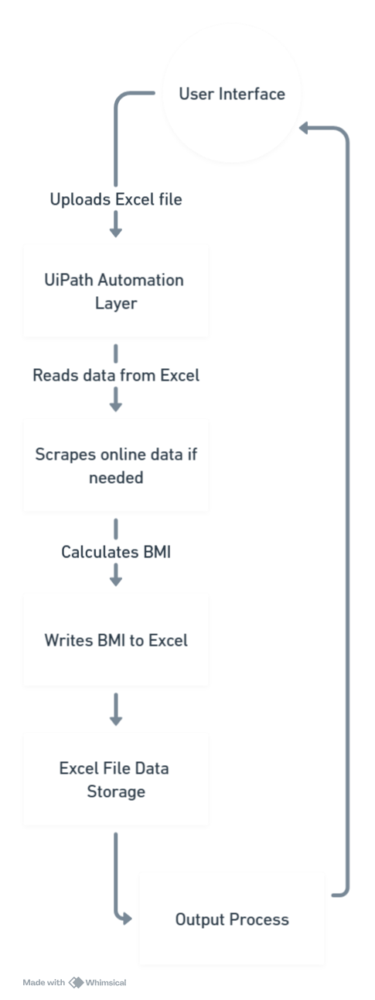 User Interface
Uploads Excel file
UiPath Automation
Layer
Reads data from Excel
Scrapes online data if
needed
Calculates BMI
Writes BMI to Excel
Excel File Data
Storage
Output Process
Made with Whimsical